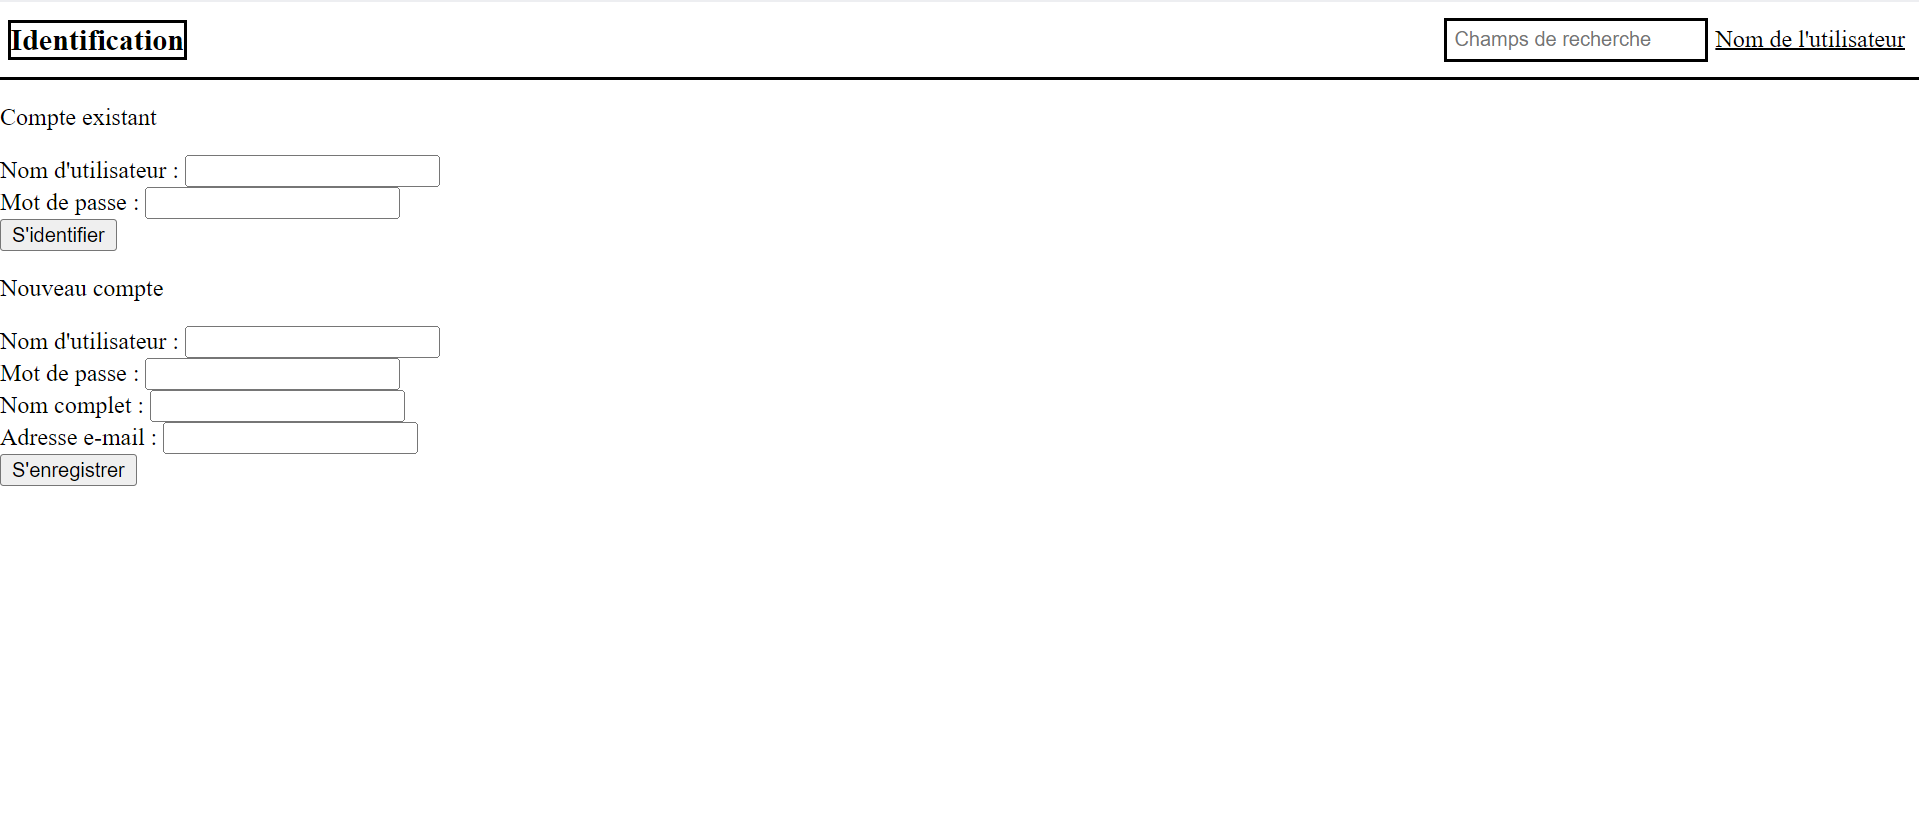 Identification
Champs de recherche
Nom de l'utilisateur
Compte existant
Nom d'utilisateur :
Mot de passe :
S'identifier
Nouveau compte
Nom d'utilisateur :
Mot de passe :
Nom complet :
Adresse e-mail :
S'enregistrer